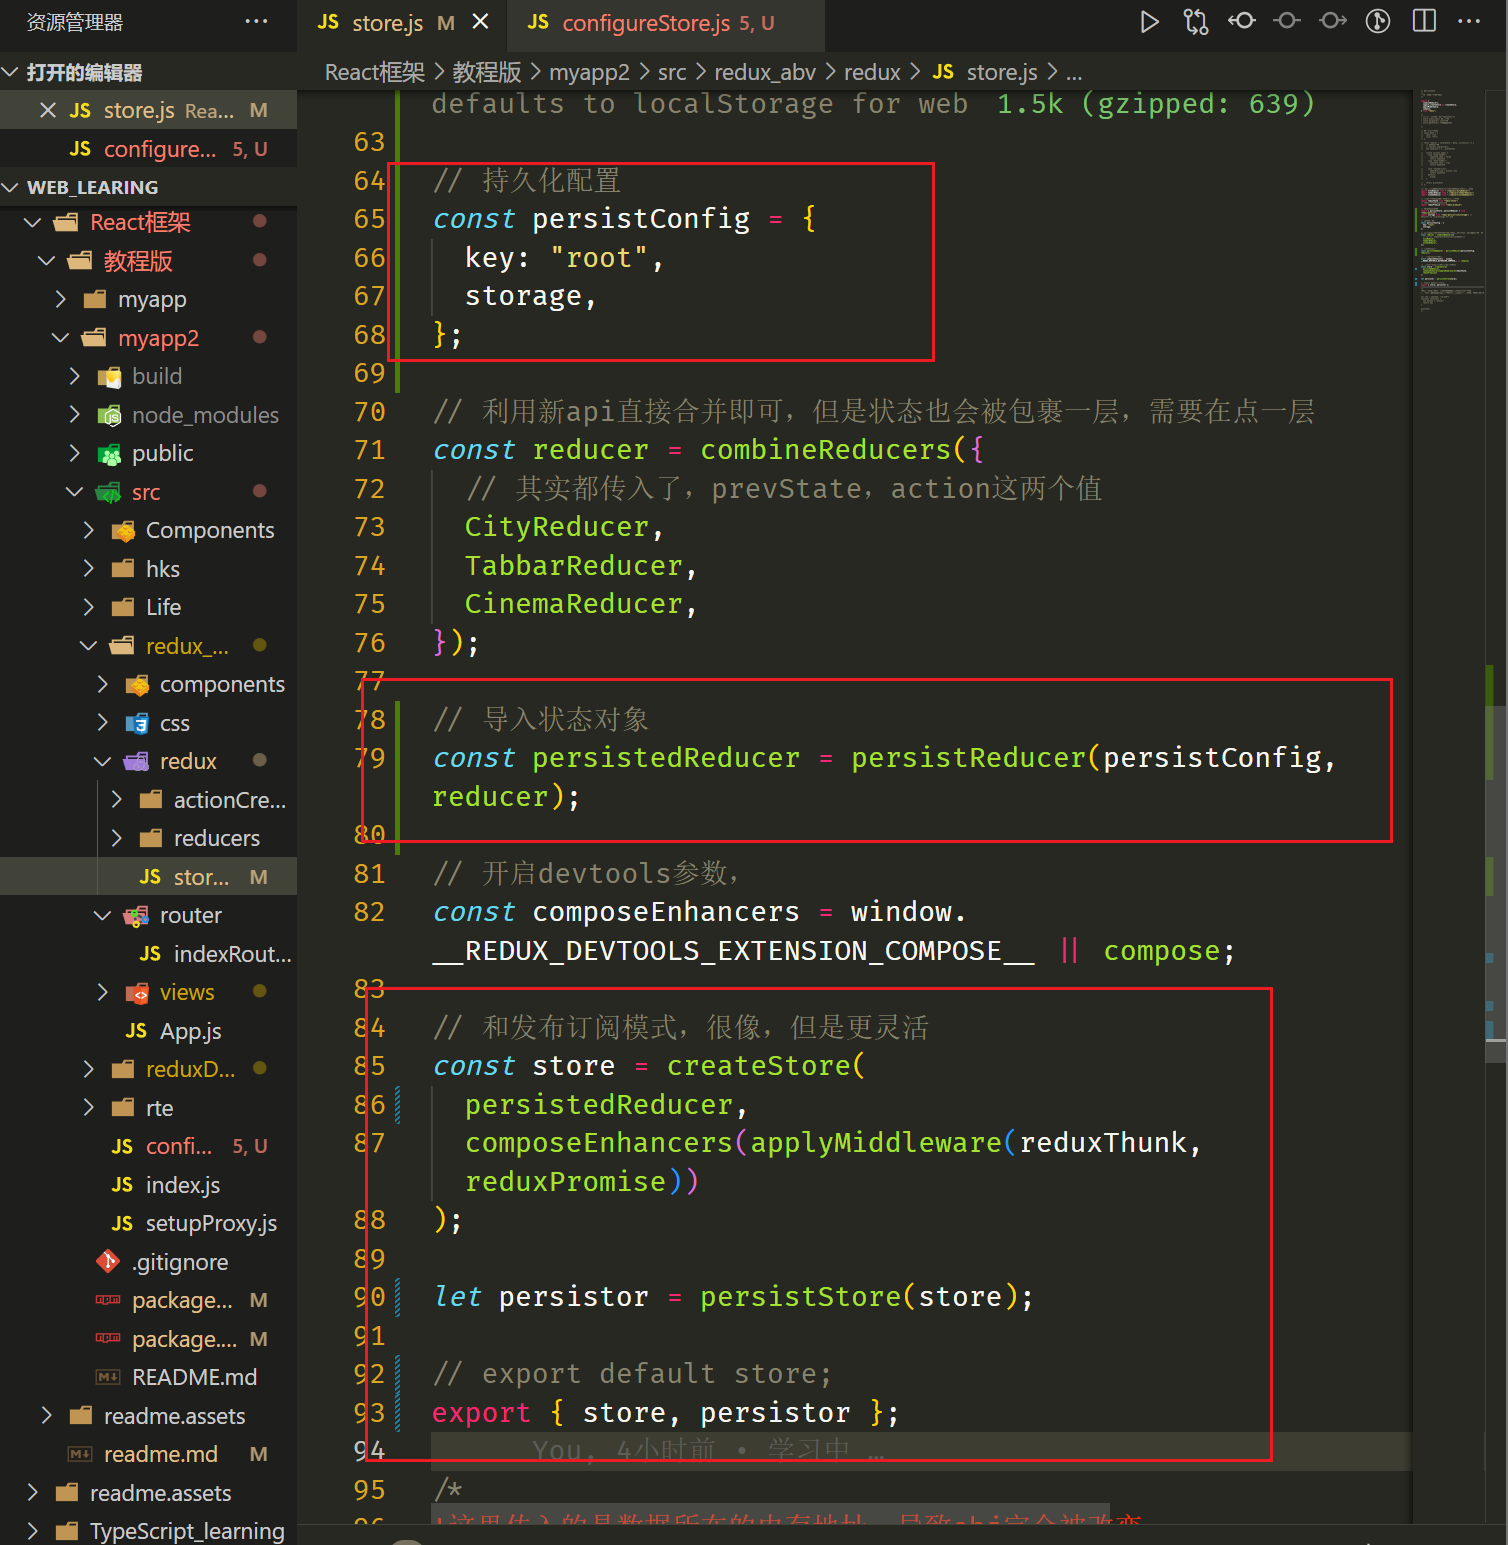 资源管理器
打开的编辑器
store.js Rea... M
configure... 5, U
WEB_LEARING
React框架
教程版
myapp
myapp2
build
node_modules
public
src
Components
hks
Life
redux_...
components
css
redux
actionCre...
reducers
stor... M
router
indexRout...
views
App.js
reduxD...
rte
confi... 5, U
index.js
setupProxy.js
.gitignore
package... M
package.... M
README.md
readme.assets
readme.md M
readme.assets
TypeScript_learning
store.js M
configureStore.js 5, U
React框架 > 教程版 > myapp2 > src > redux_abv > redux > JS store.js > ...
defaults to localStorage for web 1.5k (gzipped: 639)
63
64 // 持久化配置
65 const persistConfig = {
66 key: "root",
67 storage,
68 };
69
70 // 利用新api直接合并即可，但是状态也会被包裹一层，需要在点一层
71 const reducer = combineReducers({
72 // 其实都传入了，prevState，action这两个值
73 CityReducer,
74 TabbarReducer,
75 CinemaReducer,
76 });
77
78 // 导入状态对象
79 const persistedReducer = persistReducer(persistConfig,
reducer);
80
81 // 开启devtools参数，
82 const composeEnhancers = window.
__REDUX_DEVTOOLS_EXTENSION_COMPOSE__ || compose;
83
84 // 和发布订阅模式，很像，但是更灵活
85 const store = createStore(
86 persistedReducer,
87 composeEnhancers(applyMiddleware(reduxThunk,
reduxPromise))
88 );
89
90 let persistor = persistStore(store);
91
92 // export default store;
93 export { store, persistor };
94 You, 4小时前 • 学习中 …
95 /*